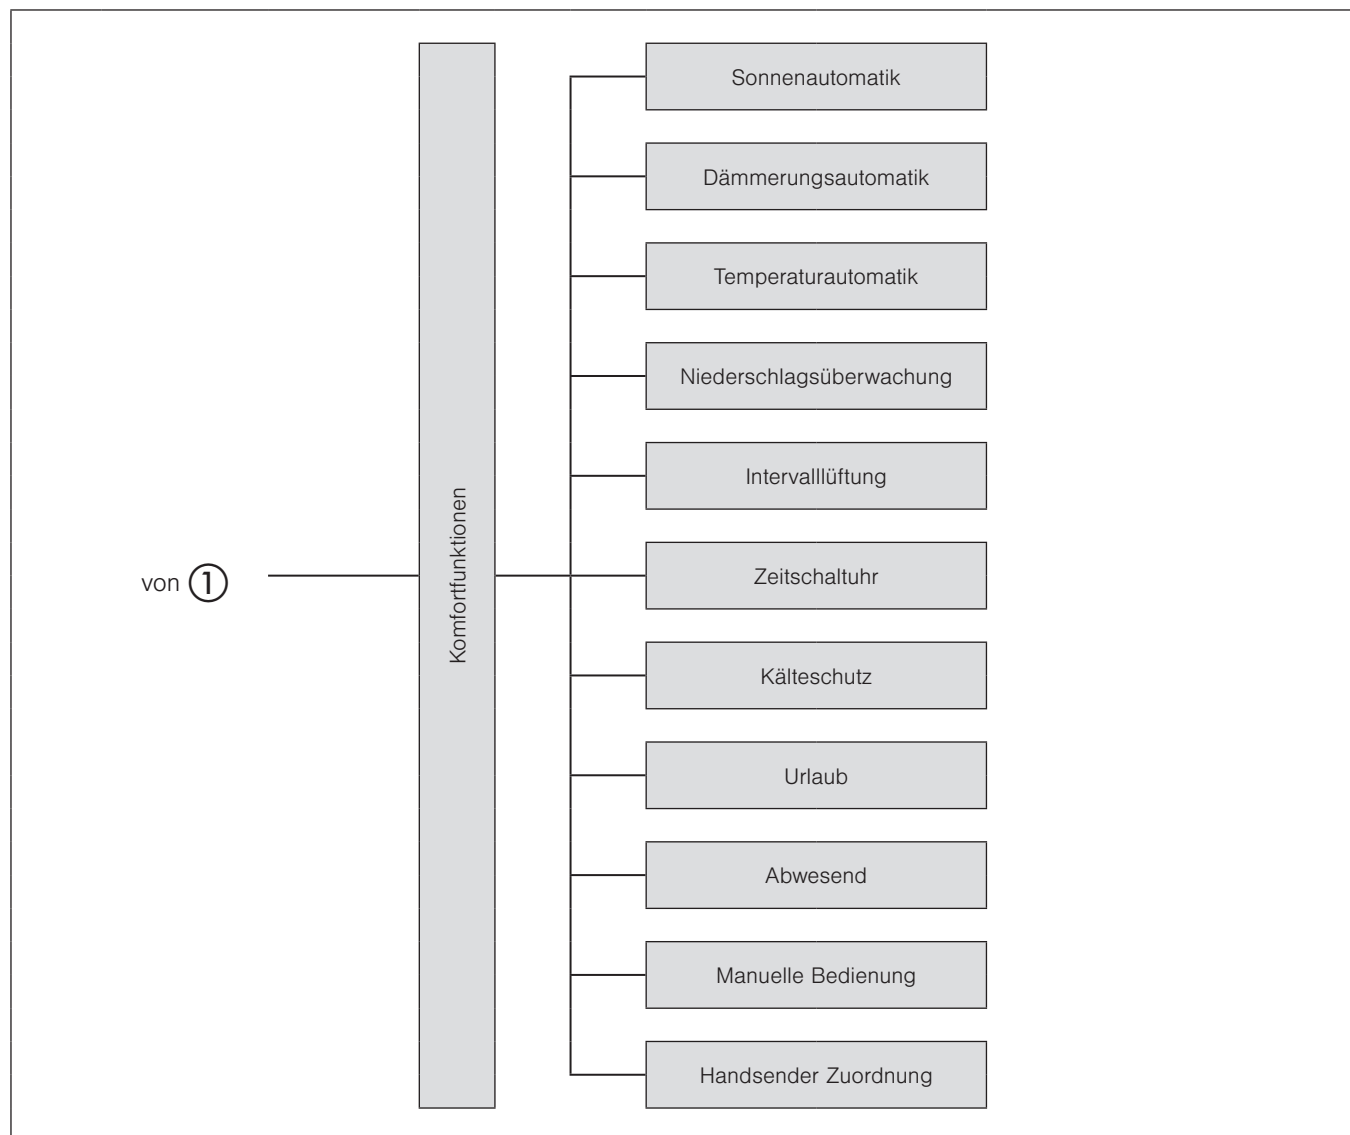 von ①
Komfortfunktionen
Sonnenautomatik
Dämmerungsautomatik
Temperaturautomatik
Niederschlagsüberwachung
Intervalllüftung
Zeitschaltuhr
Kälteschutz
Urlaub
Abwesend
Manuelle Bedienung
Handsender Zuordnung